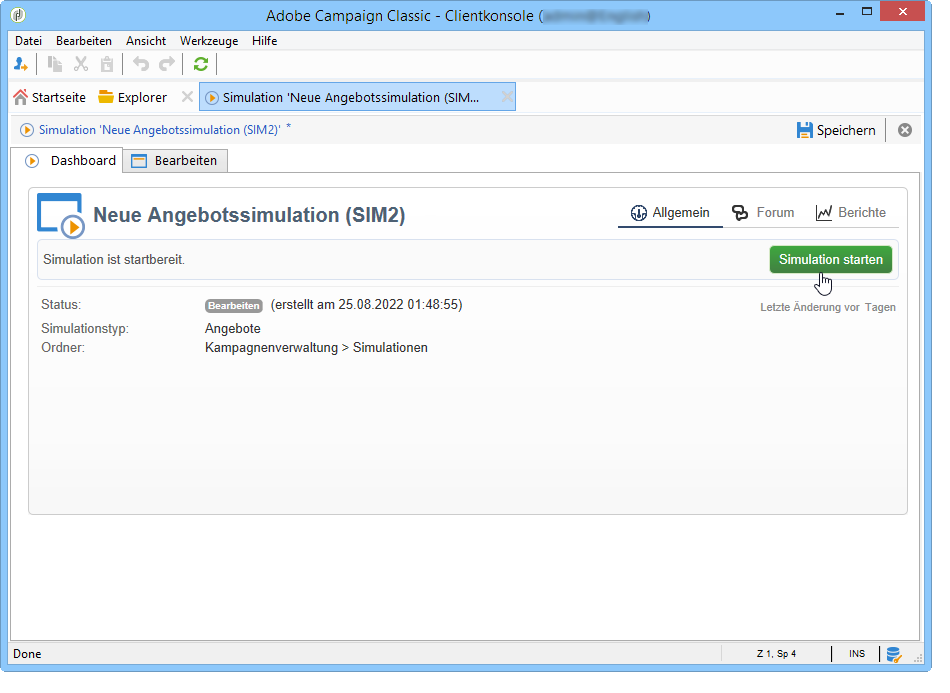 Adobe Campaign Classic - Clientkonsole ( )
Datei Bearbeiten Ansicht Werkzeuge Hilfe
Startseite Explorer Simulation 'Neue Angebotssimulation (SIM...
Simulation 'Neue Angebotssimulation (SIM2)' * Speichern
Dashboard Bearbeiten
Neue Angebotssimulation (SIM2) Allgemein Forum Berichte
Simulation ist startbereit. Simulation starten
Status: Bearbeiten (erstellt am 25.08.2022 01:48:55) Letzte Änderung vor Tagen
Simulationstyp: Angebote
Ordner: Kampagnenverwaltung > Simulationen
Done Z 1, Sp 4 INS